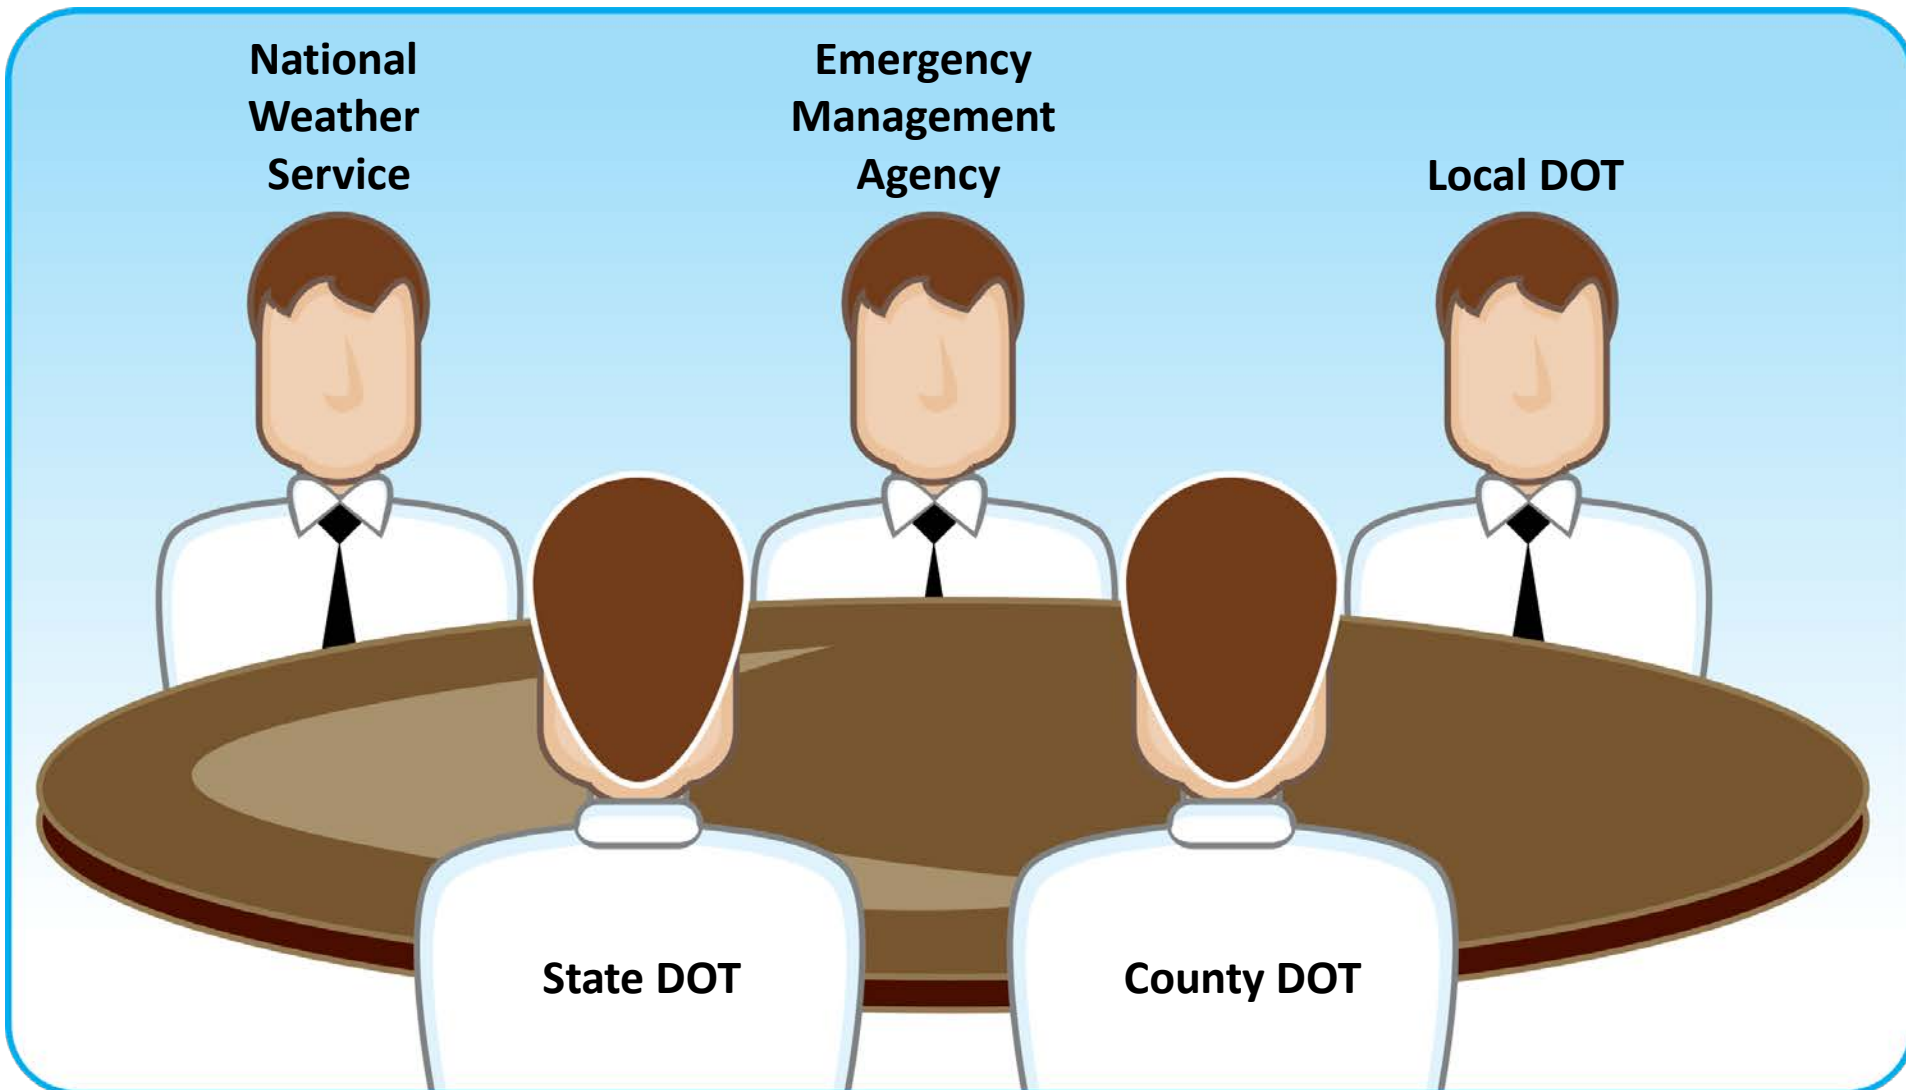 National
Weather
Service
Emergency
Management
Agency
Local DOT
State DOT
County DOT